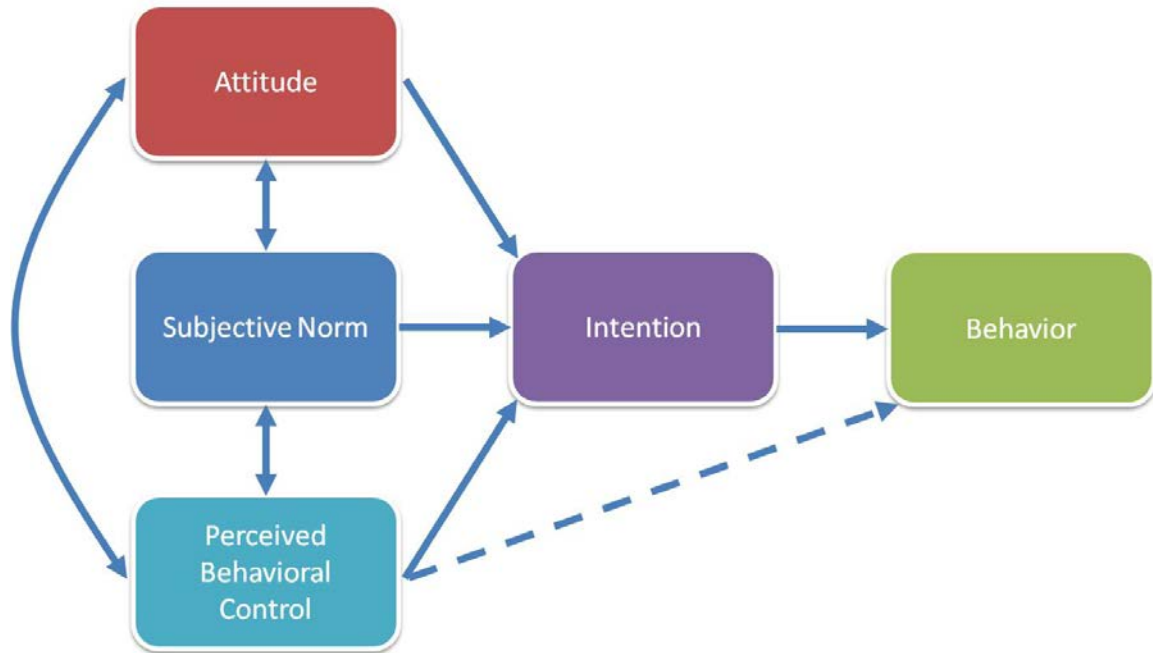 Attitude
Subjective Norm
Intention
Behavior
Perceived
Behavioral
Control